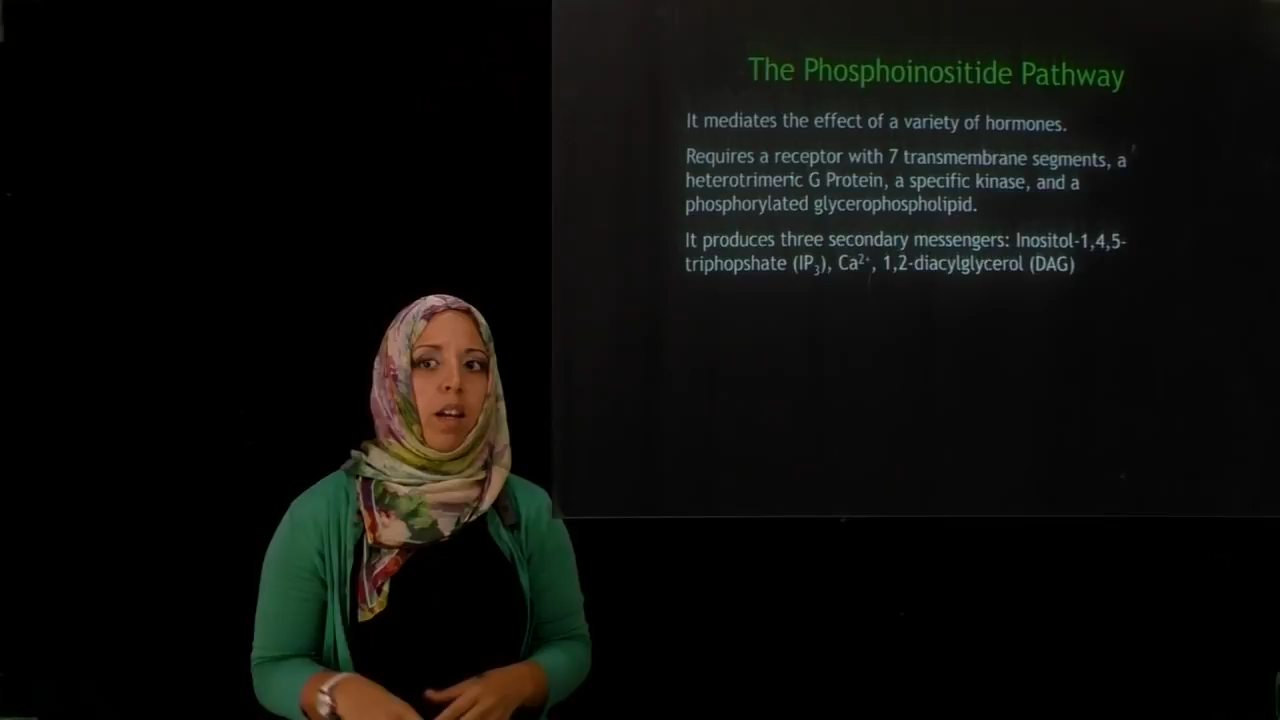 The Phosphoinositide Pathway
It mediates the effect of a variety of hormones.
Requires a receptor with 7 transmembrane segments, a
heterotrimeric G Protein, a specific kinase, and a
phosphorylated glycerophospholipid.
It produces three secondary messengers: Inositol-1,4,5-
triphopshate (IP₃), Ca²⁺, 1,2-diacylglycerol (DAG)